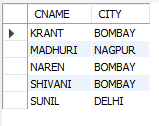 CNAME CITY
KRANT BOMBAY
MADHURI NAGPUR
NAREN BOMBAY
SHIVANI BOMBAY
SUNIL DELHI